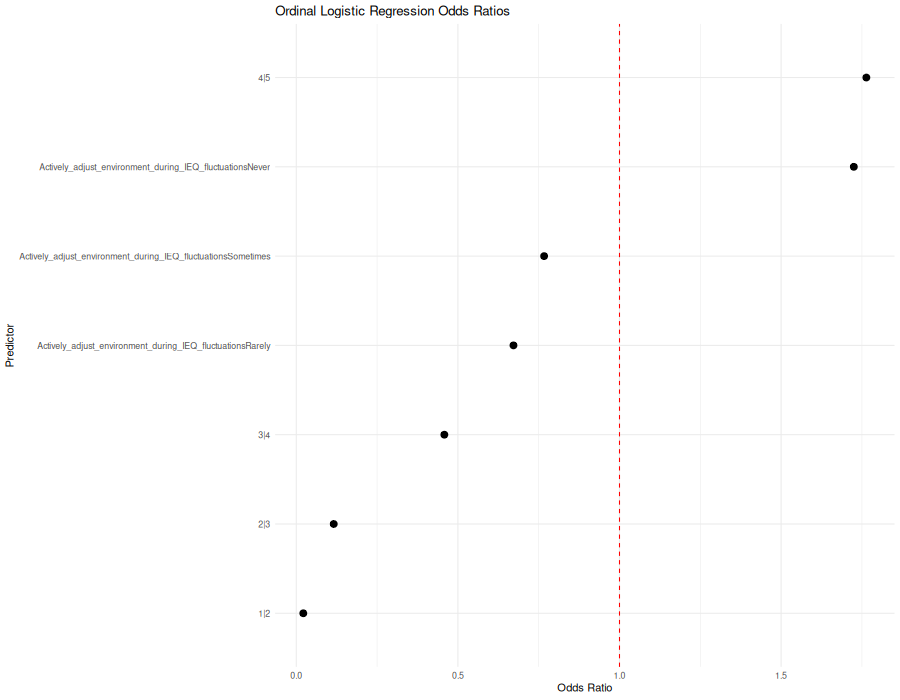 Ordinal Logistic Regression Odds Ratios
Predictor
4|5
Actively_adjust_environment_during_IEQ_fluctuationsNever
Actively_adjust_environment_during_IEQ_fluctuationsSometimes
Actively_adjust_environment_during_IEQ_fluctuationsRarely
3|4
2|3
1|2
0.0 0.5 1.0 1.5
Odds Ratio